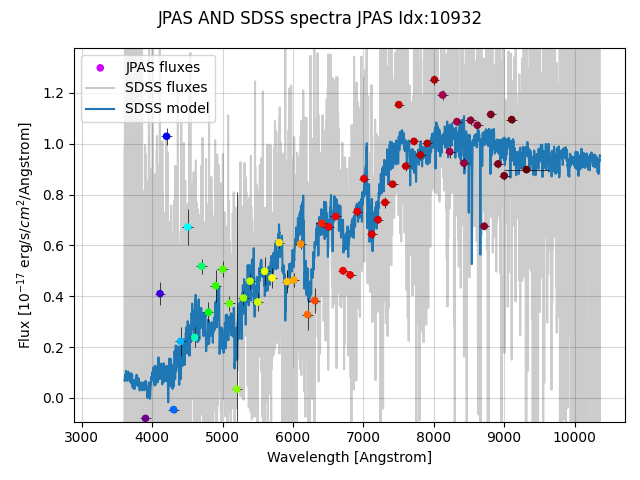 JPAS AND SDSS spectra JPAS Idx:10932
JPAS fluxes
SDSS fluxes
SDSS model
Flux [10⁻¹⁷ erg/s/cm²/Angstrom]
1.2
1.0
0.8
0.6
0.4
0.2
0.0
3000 4000 5000 6000 7000 8000 9000 10000
Wavelength [Angstrom]